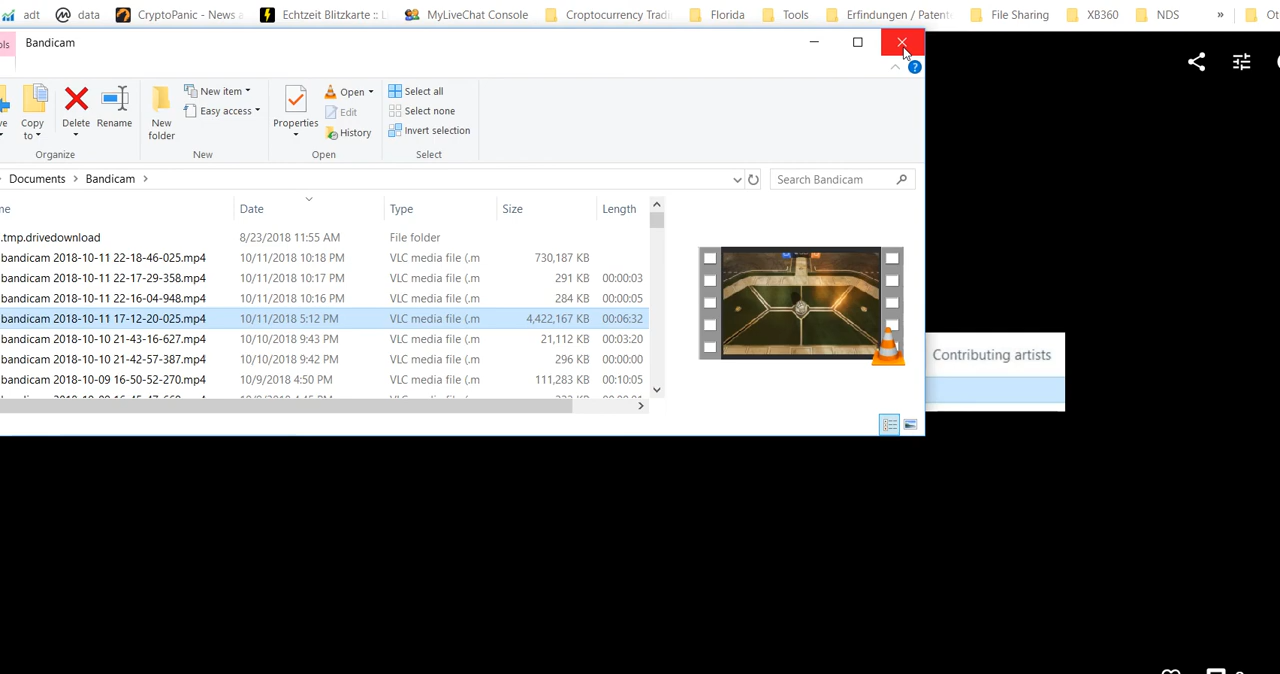 adt data CryptoPanic - News a Echtzeit Blitzkarte :: L MyLiveChat Console Croptocurrency Tradi Florida Tools Erfindungen / Patente File Sharing XB360 NDS » Ot
ols Bandicam
?
ve Copy to Delete Rename New folder New item Easy access Properties Open Edit History Select all Select none Invert selection
Organize New Open Select
Documents > Bandicam > Search Bandicam
me Date Type Size Length
.tmp.drivedownload 8/23/2018 11:55 AM File folder
bandicam 2018-10-11 22-18-46-025.mp4 10/11/2018 10:18 PM VLC media file (.m 730,187 KB
bandicam 2018-10-11 22-17-29-358.mp4 10/11/2018 10:17 PM VLC media file (.m 291 KB 00:00:03
bandicam 2018-10-11 22-16-04-948.mp4 10/11/2018 10:16 PM VLC media file (.m 284 KB 00:00:05
bandicam 2018-10-11 17-12-20-025.mp4 10/11/2018 5:12 PM VLC media file (.m 4,422,167 KB 00:06:32
bandicam 2018-10-10 21-43-16-627.mp4 10/10/2018 9:43 PM VLC media file (.m 21,112 KB 00:03:20
bandicam 2018-10-10 21-42-57-387.mp4 10/10/2018 9:42 PM VLC media file (.m 296 KB 00:00:00
bandicam 2018-10-09 16-50-52-270.mp4 10/9/2018 4:50 PM VLC media file (.m 111,283 KB 00:10:05
Contributing artists